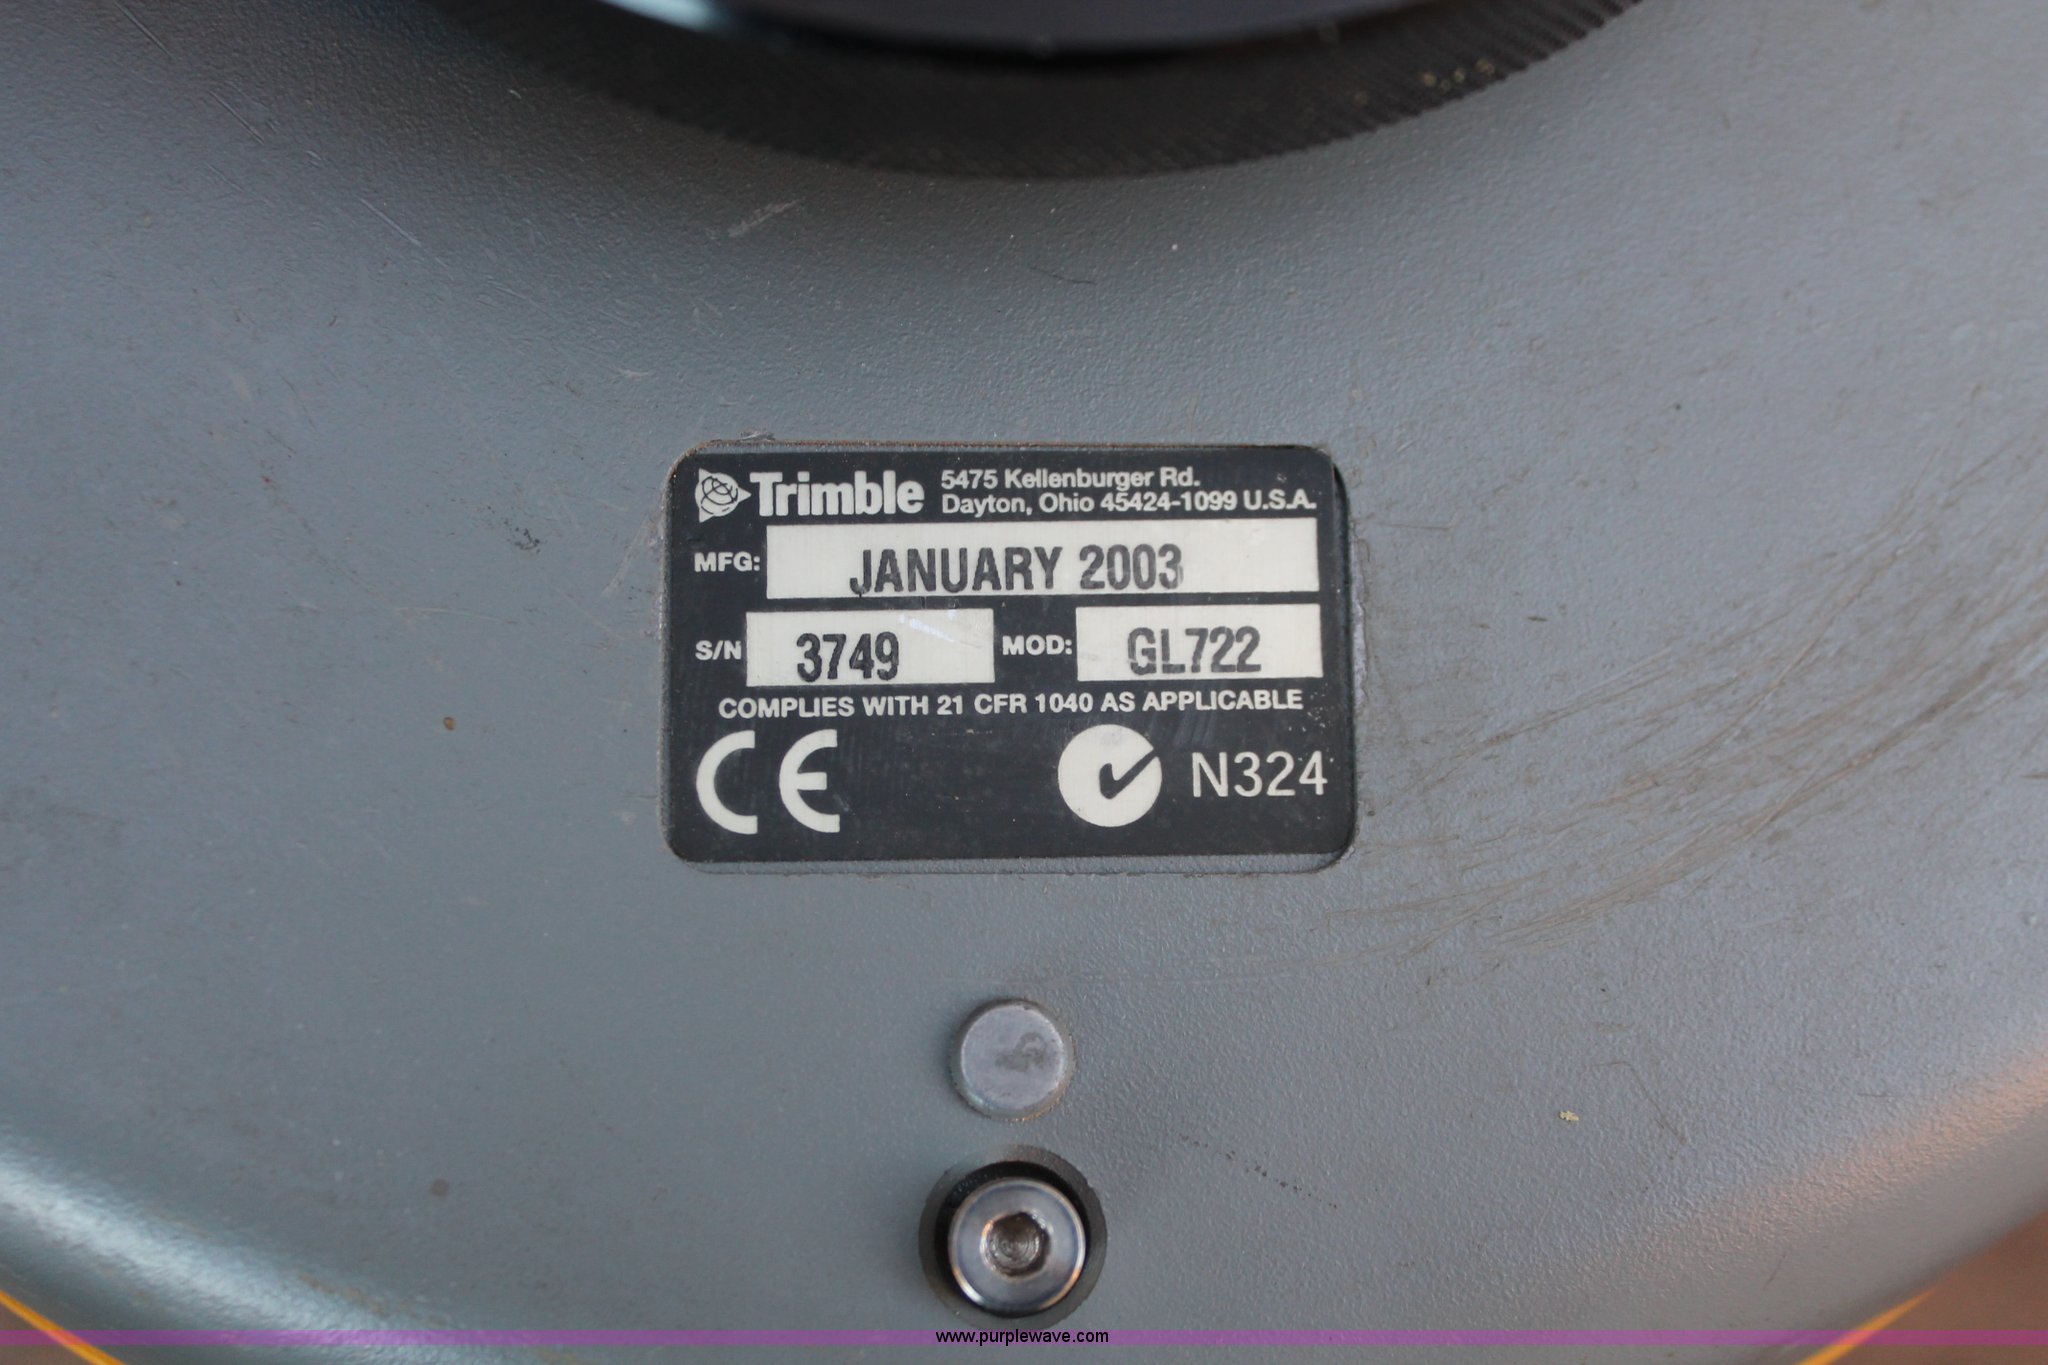 Trimble
5475 Kellenburger Rd.
Dayton, Ohio 45424-1099 U.S.A.
MFG: JANUARY 2003
S/N 3749 MOD: GL722
COMPLIES WITH 21 CFR 1040 AS APPLICABLE
CE N324
www.purplewave.com